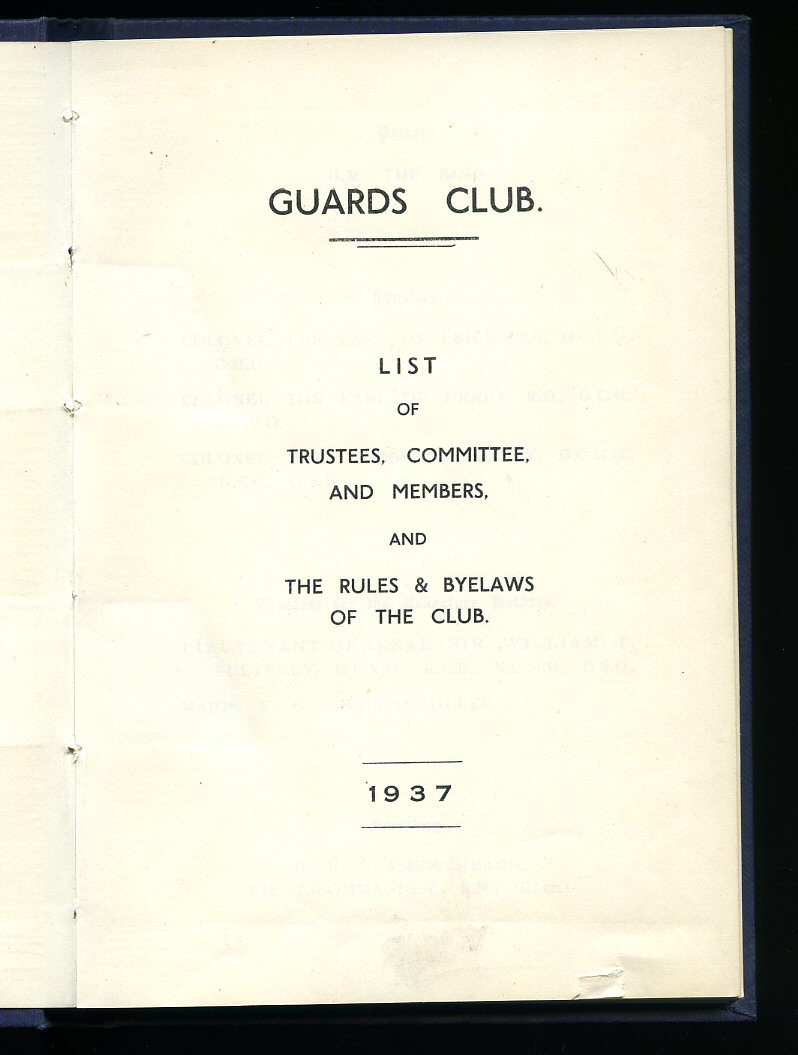 GUARDS CLUB.
LIST
OF
TRUSTEES, COMMITTEE,
AND MEMBERS,
AND
THE RULES & BYELAWS
OF THE CLUB.
1937